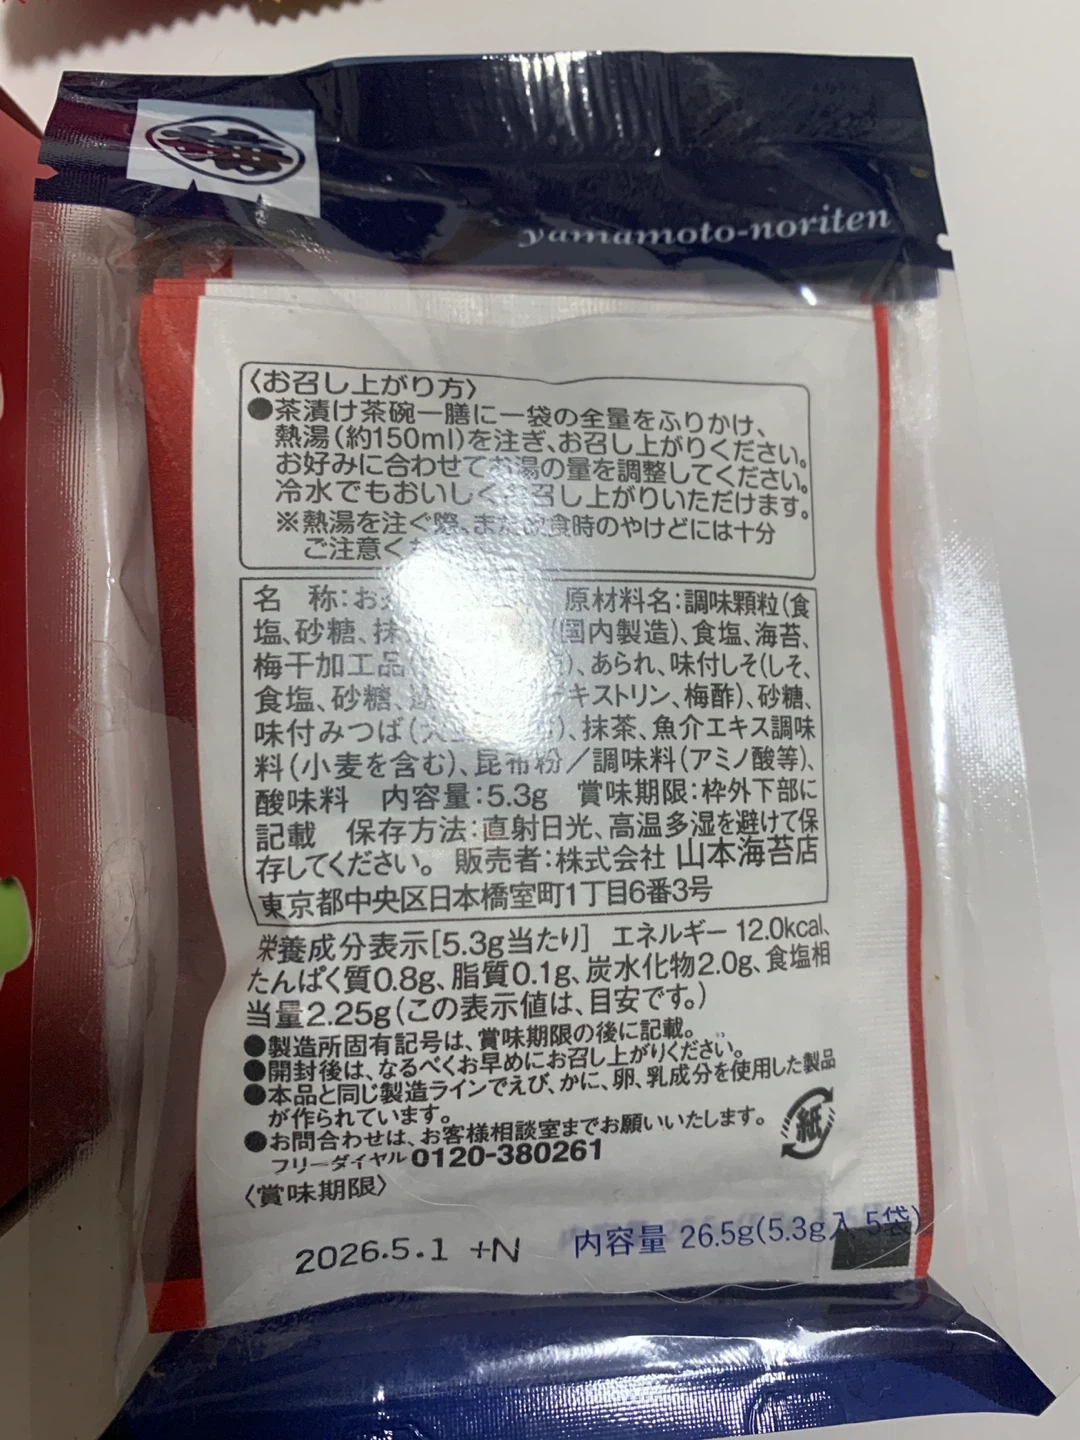 yamamoto-noriten
〈お召し上がり方〉
●茶漬け茶碗一膳に一袋の全量をふりかけ、
熱湯(約150ml)を注ぎ、お召し上がりください。
お好みに合わせてお湯の量を調整してください。
冷水でもおいしくお召し上がりいただけます。
※熱湯を注ぐ際、また飲食時のやけどには十分
ご注意く
名 称:お 原材料名:調味顆粒(食
塩、砂糖、抹 (国内製造)、食塩、海苔、
梅干加工品( )、あられ、味付しそ(しそ、
食塩、砂糖、 キストリン、梅酢)、砂糖、
味付みつば( )、抹茶、魚介エキス調味
料(小麦を含む)、昆布粉/調味料(アミノ酸等)、
酸味料 内容量:5.3g 賞味期限:枠外下部に
記載 保存方法:直射日光、高温多湿を避けて保
存してください。 販売者:株式会社 山本海苔店
東京都中央区日本橋室町1丁目6番3号
栄養成分表示[5.3g当たり] エネルギー 12.0kcal、
たんぱく質0.8g、脂質0.1g、炭水化物2.0g、食塩相
当量2.25g(この表示値は、目安です。)
●製造所固有記号は、賞味期限の後に記載。
●開封後は、なるべくお早めにお召し上がりください。
●本品と同じ製造ラインでえび、かに、卵、乳成分を使用した製品
が作られています。
●お問合わせは、お客様相談室までお願いいたします。
フリーダイヤル 0120-380261
紙
〈賞味期限〉
2026.5.1 +N
内容量 26.5g(5.3g入 5袋)